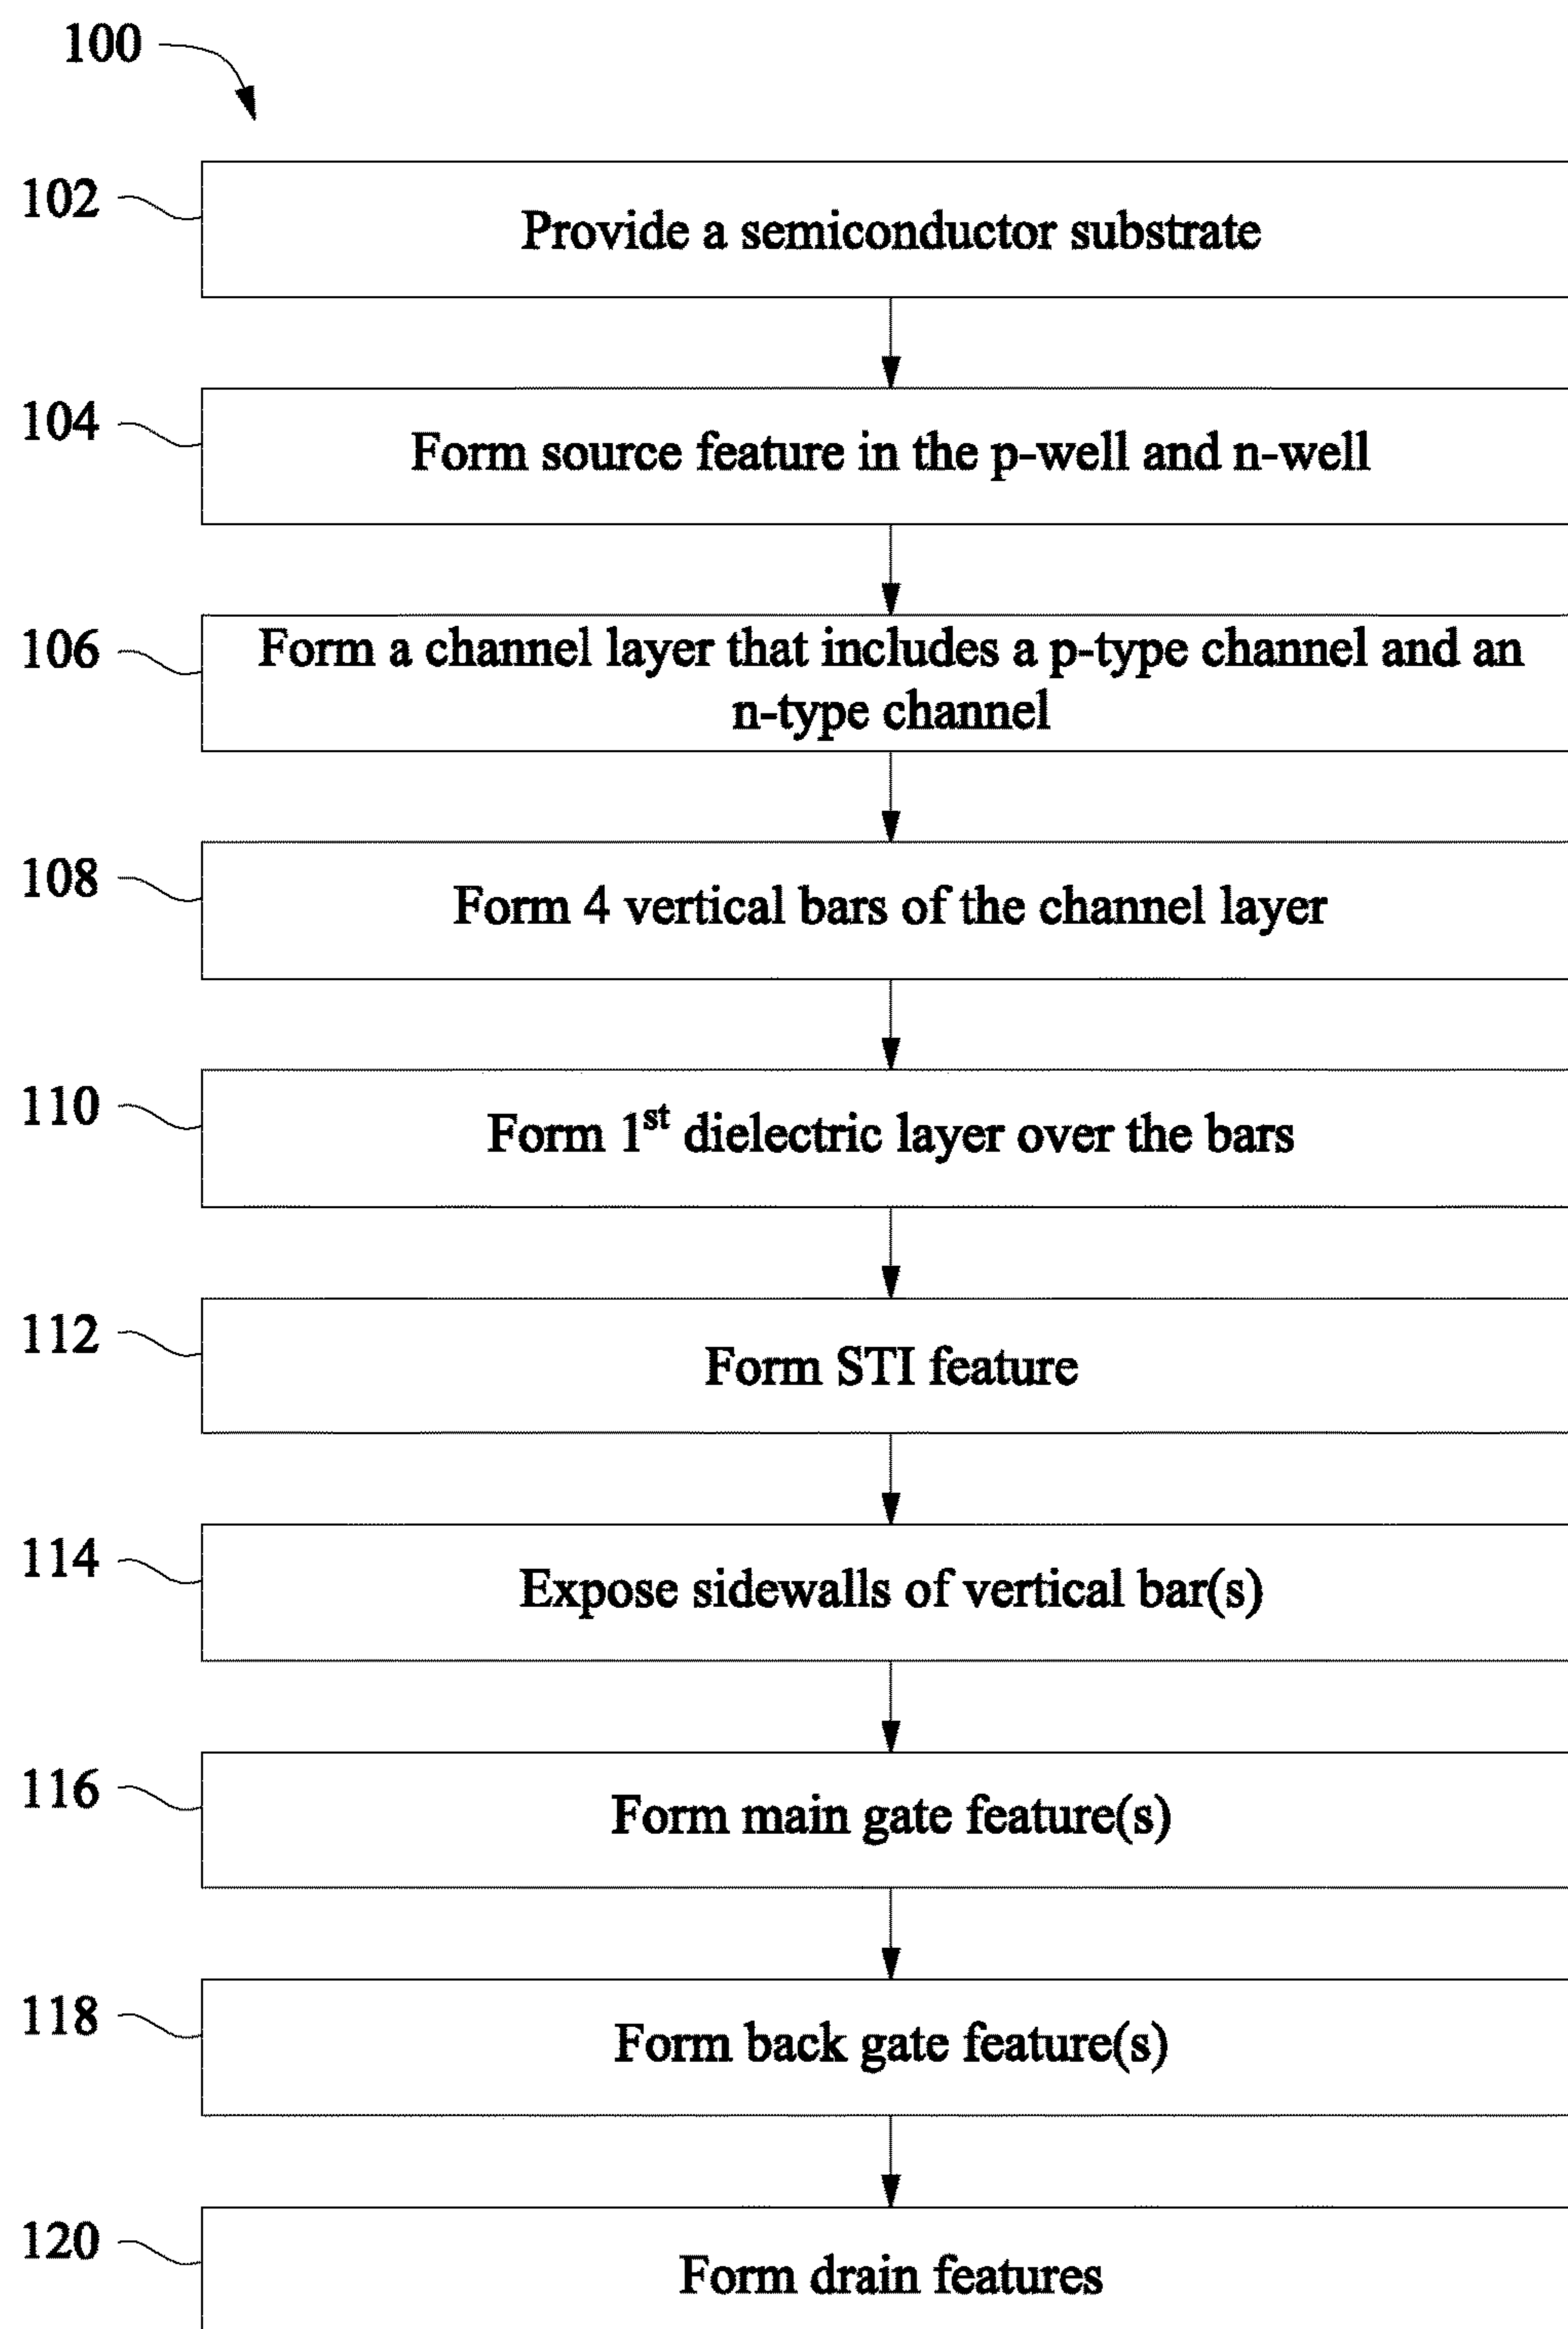 100
102
Provide a semiconductor substrate
104
Form source feature in the p-well and n-well
106
Form a channel layer that includes a p-type channel and an
n-type channel
108
Form 4 vertical bars of the channel layer
110
Form 1st dielectric layer over the bars
112
Form STI feature
114
Expose sidewalls of vertical bar(s)
116
Form main gate feature(s)
118
Form back gate feature(s)
120
Form drain features